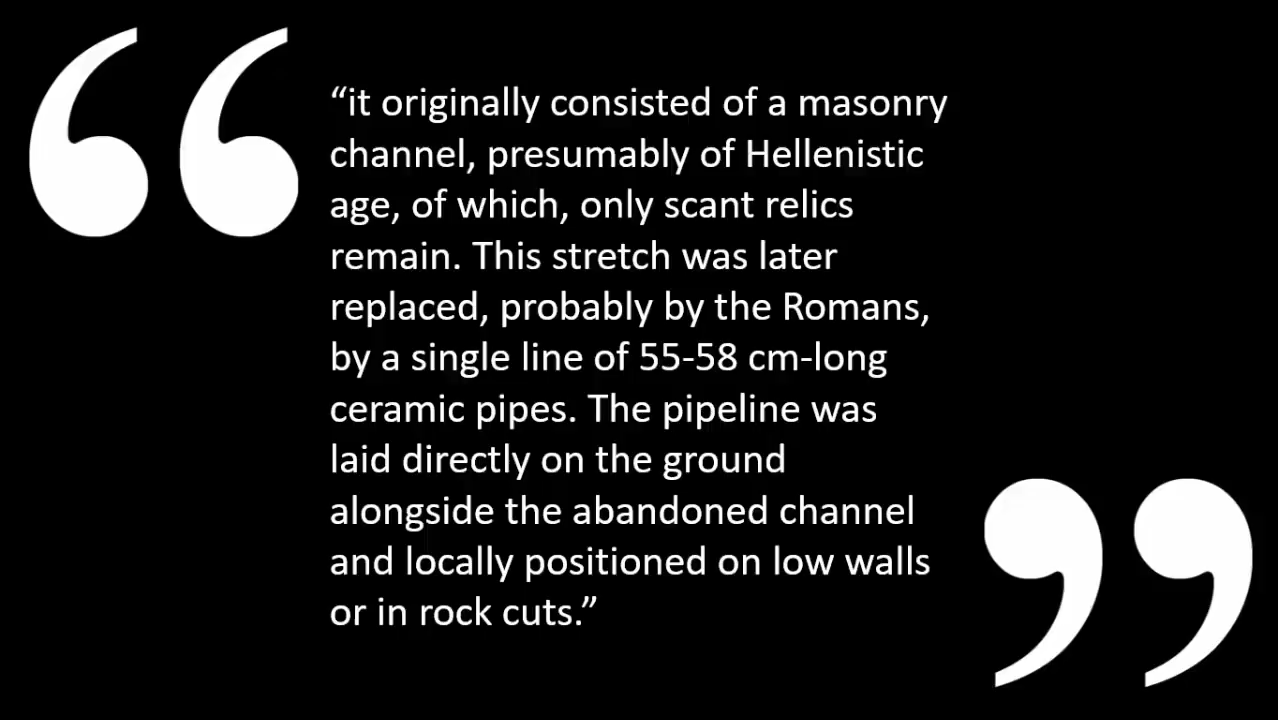 “it originally consisted of a masonry
channel, presumably of Hellenistic
age, of which, only scant relics
remain. This stretch was later
replaced, probably by the Romans,
by a single line of 55-58 cm-long
ceramic pipes. The pipeline was
laid directly on the ground
alongside the abandoned channel
and locally positioned on low walls
or in rock cuts.”